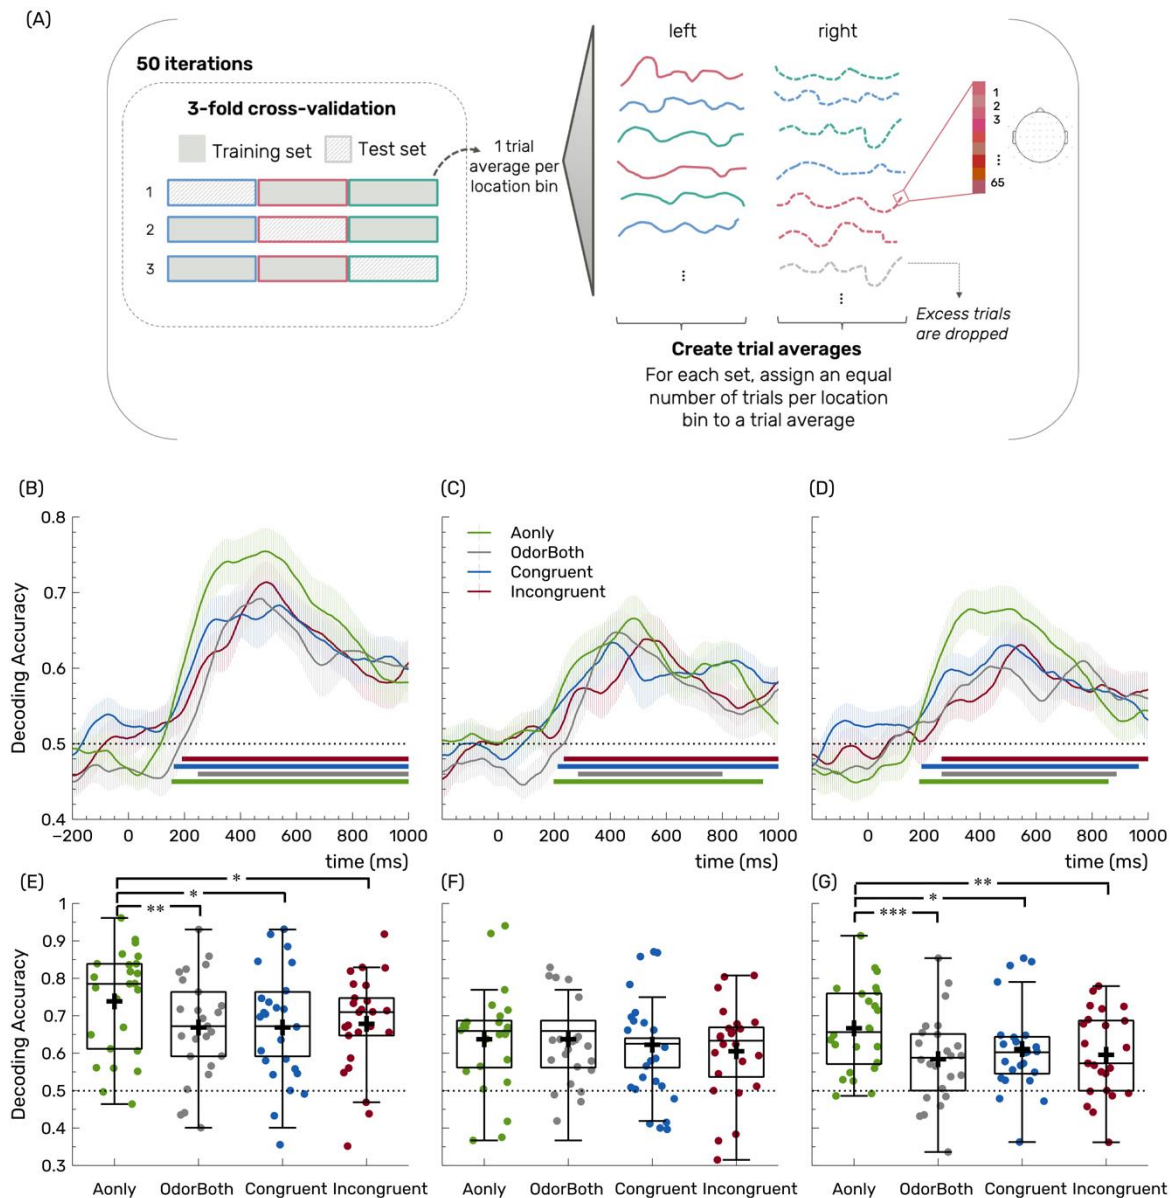 (A)
50 iterations
3-fold cross-validation
Training set
Test set
1
2
3
1 trial
average per
location bin
left
right
⋮
⋮
1
2
3
⋮
65
Excess trials
are dropped
Create trial averages
For each set, assign an equal
number of trials per location
bin to a trial average
(B)
(C)
(D)
Decoding Accuracy
0.8
0.7
0.6
0.5
0.4
−200
0
200
400
600
800
1000
time (ms)
Aonly
OdorBoth
Congruent
Incongruent
0
200
400
600
800
1000
time (ms)
0
200
400
600
800
1000
time (ms)
(E)
(F)
(G)
Decoding Accuracy
1
0.9
0.8
0.7
0.6
0.5
0.4
0.3
*
*
**
**
*
***
Aonly
OdorBoth
Congruent
Incongruent
Aonly
OdorBoth
Congruent
Incongruent
Aonly
OdorBoth
Congruent
Incongruent